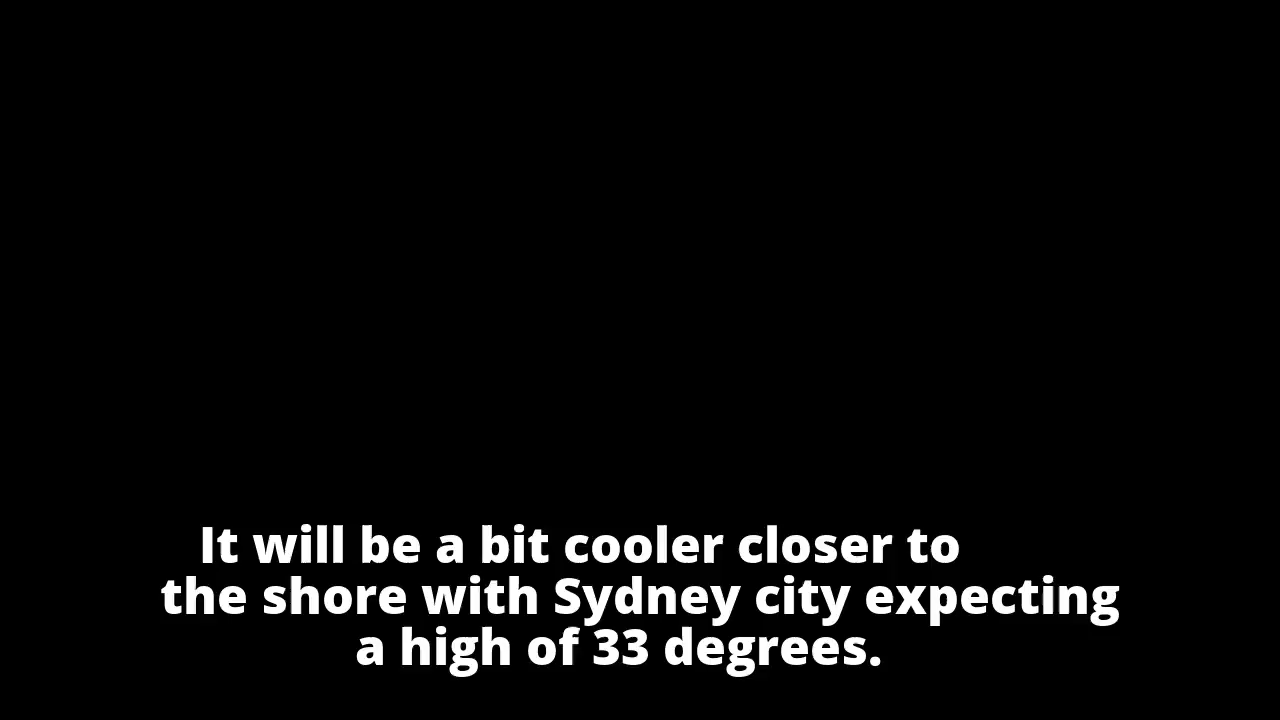 It will be a bit cooler closer to
the shore with Sydney city expecting
a high of 33 degrees.